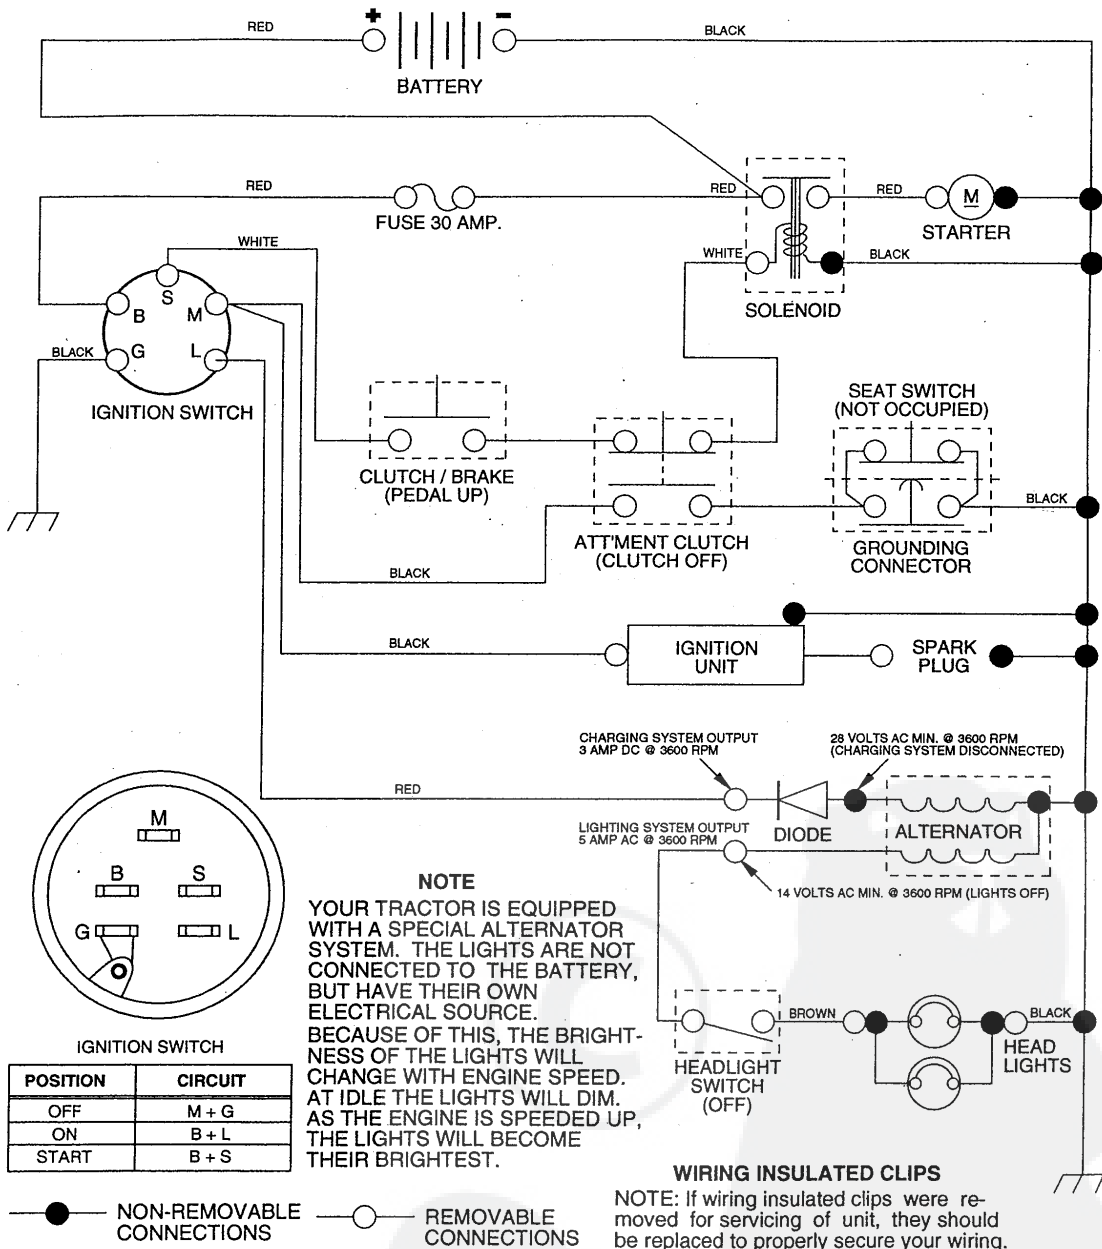 RED
+
-
BLACK
BATTERY
RED
FUSE 30 AMP.
RED
RED
M
STARTER
WHITE
WHITE
BLACK
SOLENOID
S
B
M
G
L
BLACK
IGNITION SWITCH
CLUTCH / BRAKE
(PEDAL UP)
SEAT SWITCH
(NOT OCCUPIED)
BLACK
ATT'MENT CLUTCH
(CLUTCH OFF)
GROUNDING
CONNECTOR
BLACK
BLACK
IGNITION
UNIT
SPARK
PLUG
CHARGING SYSTEM OUTPUT
3 AMP DC @ 3600 RPM
28 VOLTS AC MIN. @ 3600 RPM
(CHARGING SYSTEM DISCONNECTED)
RED
DIODE
ALTERNATOR
LIGHTING SYSTEM OUTPUT
5 AMP AC @ 3600 RPM
14 VOLTS AC MIN. @ 3600 RPM (LIGHTS OFF)
M
B
S
G
L
IGNITION SWITCH
POSITION CIRCUIT
OFF M + G
ON B + L
START B + S
NOTE
YOUR TRACTOR IS EQUIPPED
WITH A SPECIAL ALTERNATOR
SYSTEM. THE LIGHTS ARE NOT
CONNECTED TO THE BATTERY,
BUT HAVE THEIR OWN
ELECTRICAL SOURCE.
BECAUSE OF THIS, THE BRIGHT-
NESS OF THE LIGHTS WILL
CHANGE WITH ENGINE SPEED.
AT IDLE THE LIGHTS WILL DIM.
AS THE ENGINE IS SPEEDED UP,
THE LIGHTS WILL BECOME
THEIR BRIGHTEST.
BROWN
BLACK
HEADLIGHT
SWITCH
(OFF)
HEAD
LIGHTS
NON-REMOVABLE
CONNECTIONS
REMOVABLE
CONNECTIONS
WIRING INSULATED CLIPS
NOTE: If wiring insulated clips were re-
moved for servicing of unit, they should
be replaced to properly secure your wiring.